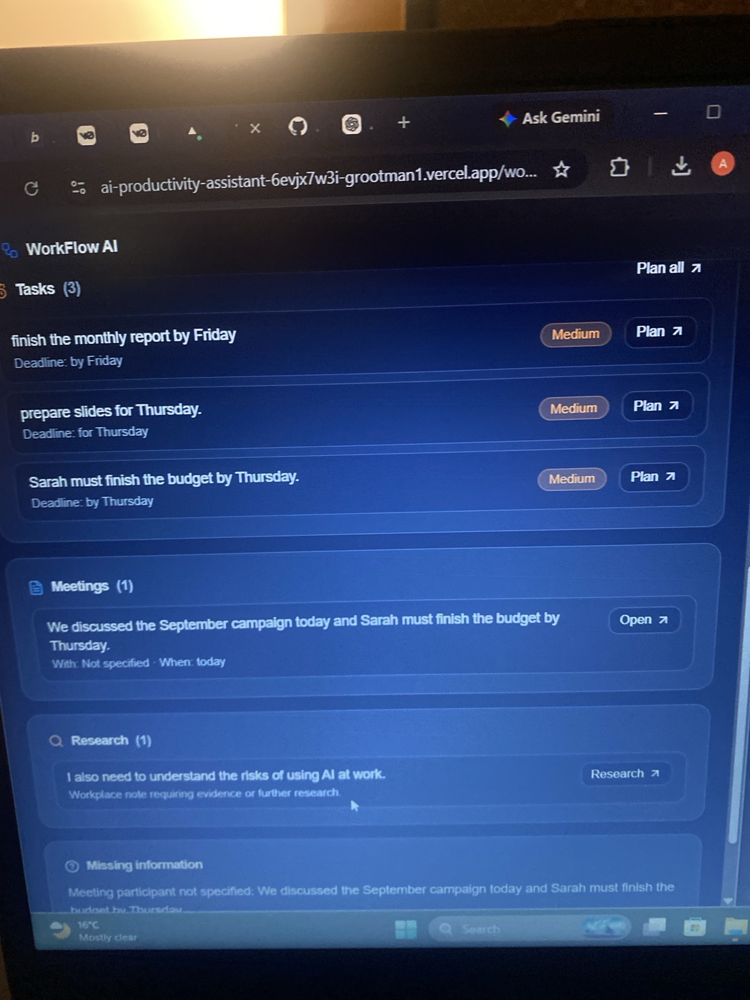 b
v0
v0
Ask Gemini
ai-productivity-assistant-6evjx7w3i-grootman1.vercel.app/wo...
A
WorkFlow AI
Plan all
Tasks (3)
finish the monthly report by Friday
Medium
Plan
Deadline: by Friday
prepare slides for Thursday.
Medium
Plan
Deadline: for Thursday
Sarah must finish the budget by Thursday.
Medium
Plan
Deadline: by Thursday
Meetings (1)
We discussed the September campaign today and Sarah must finish the budget by
Thursday.
Open
With: Not specified · When: today
Research (1)
I also need to understand the risks of using AI at work.
Research
Workplace note requiring evidence or further research.
Missing information
Meeting participant not specified: We discussed the September campaign today and Sarah must finish the
budget by Thursday
16°C
Mostly clear
Search